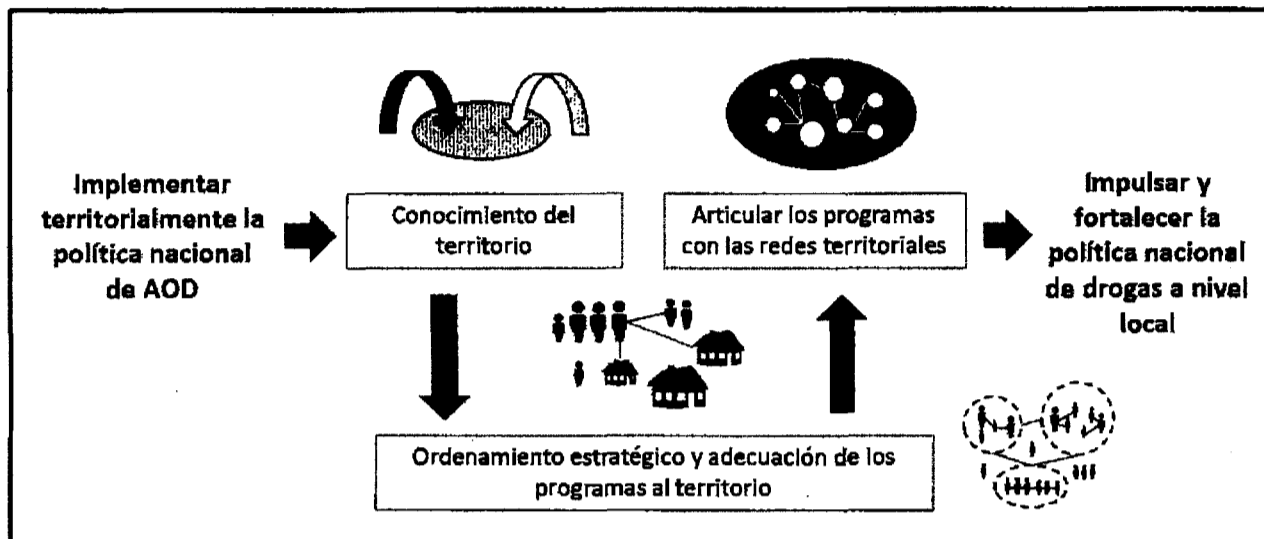 Implementar
territorialmente la
política nacional
de AOD
Conocimiento del
territorio
Ordenamiento estratégico y adecuación de los
programas al territorio
Articular los programas
con las redes territoriales
Impulsar y
fortalecer la
política nacional
de drogas a nivel
local